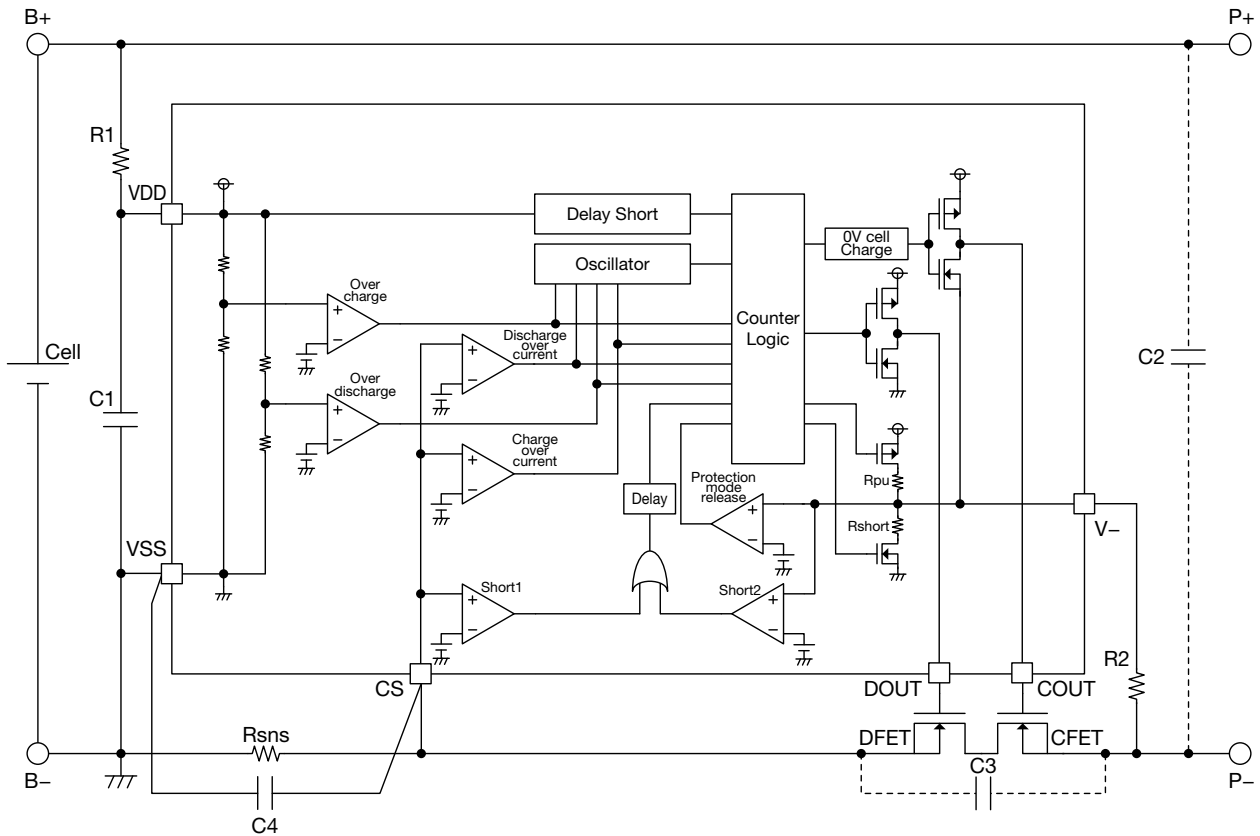 B+
P+
R1
VDD
Delay Short
0V cell
Charge
Oscillator
Over
charge
+
−
Discharge
over
current
+
−
Counter
Logic
Cell
C2
C1
Over
discharge
+
−
Charge
over
current
+
−
Rpu
Protection
mode
release
+
−
Delay
Rshort
V−
VSS
Short1
+
−
Short2
+
−
R2
CS
DOUT
COUT
Rsns
DFET
CFET
C3
B−
P−
C4